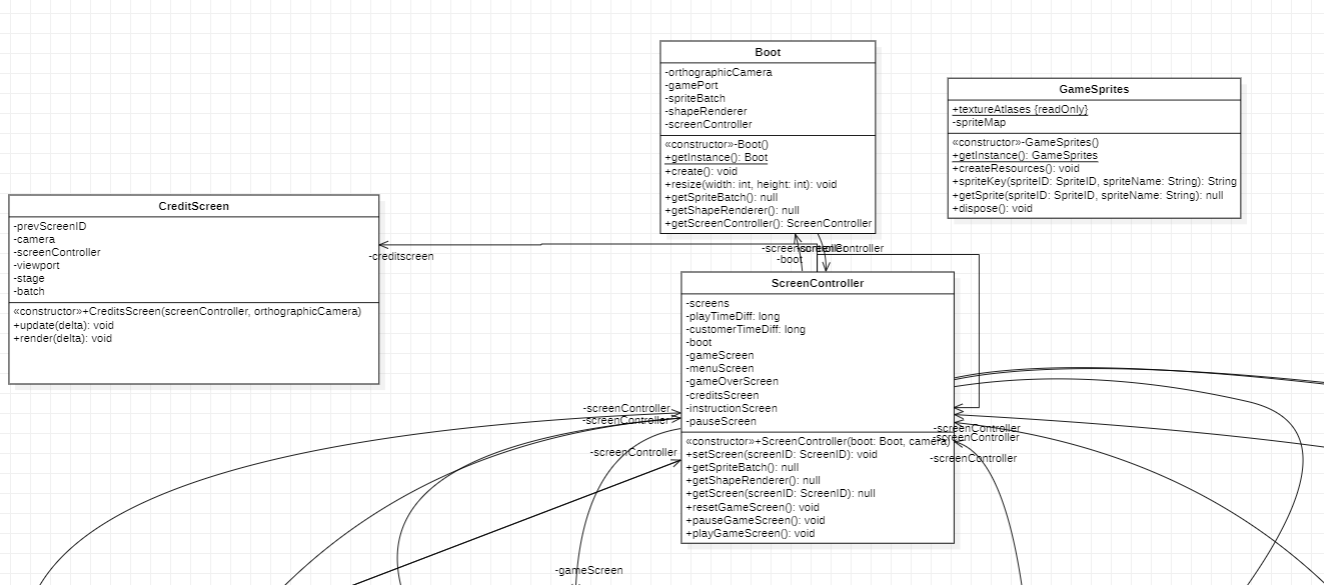 Boot
-orthographicCamera
-gamePort
-spriteBatch
-shapeRenderer
-screenController
«constructor»-Boot()
+getInstance(): Boot
+create(): void
+resize(width: int, height: int): void
+getSpriteBatch(): null
+getShapeRenderer(): null
+getScreenController(): ScreenController
GameSprites
+textureAtlases {readOnly}
-spriteMap
«constructor»-GameSprites()
+getInstance(): GameSprites
+createResources(): void
+spriteKey(spriteID: SpriteID, spriteName: String): String
+getSprite(spriteID: SpriteID, spriteName: String): null
+dispose(): void
CreditScreen
-prevScreenID
-camera
-screenController
-viewport
-stage
-batch
«constructor»+CreditsScreen(screenController, orthographicCamera)
+update(delta): void
+render(delta): void
-creditscreen
-screenController
-screenController
-boot
ScreenController
-screens
-playTimeDiff: long
-customerTimeDiff: long
-boot
-gameScreen
-menuScreen
-gameOverScreen
-creditsScreen
-instructionScreen
-pauseScreen
«constructor»+ScreenController(boot: Boot, camera)
+setScreen(screenID: ScreenID): void
+getSpriteBatch(): null
+getShapeRenderer(): null
+getScreen(screenID: ScreenID): null
+resetGameScreen(): void
+pauseGameScreen(): void
+playGameScreen(): void
-screenController
-screenController
-screenController
-screenController
-screenController
-screenController
-gameScreen